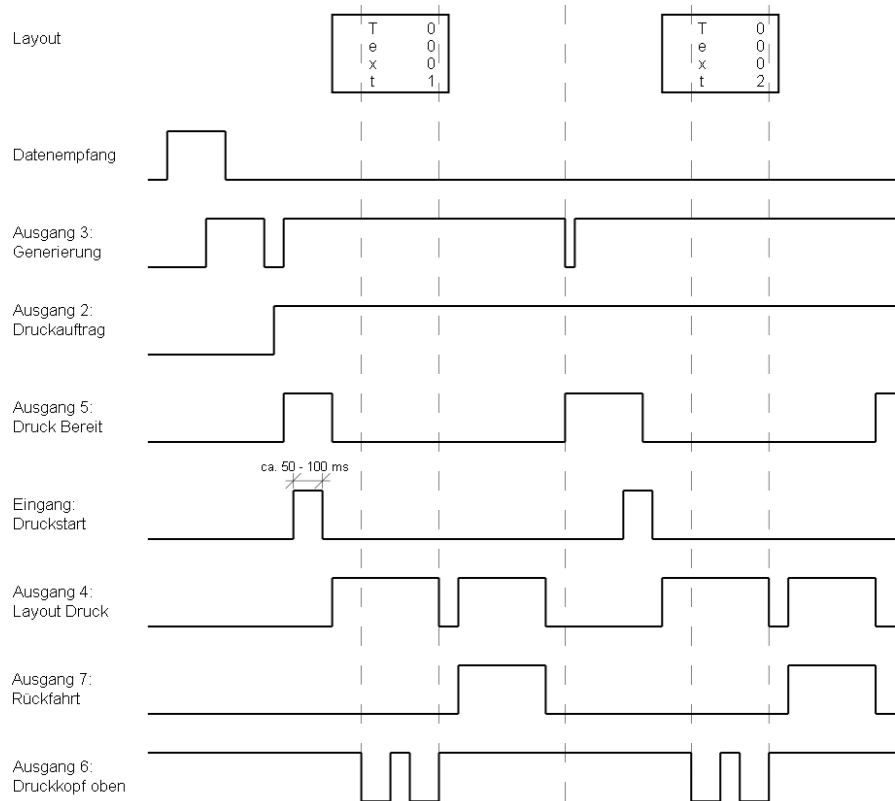 Layout
T 0
e 0
x 0
t 1
T 0
e 0
x 0
t 2
Datenempfang
Ausgang 3:
Generierung
Ausgang 2:
Druckauftrag
Ausgang 5:
Druck Bereit
ca. 50 - 100 ms
Eingang:
Druckstart
Ausgang 4:
Layout Druck
Ausgang 7:
Rückfahrt
Ausgang 6:
Druckkopf oben